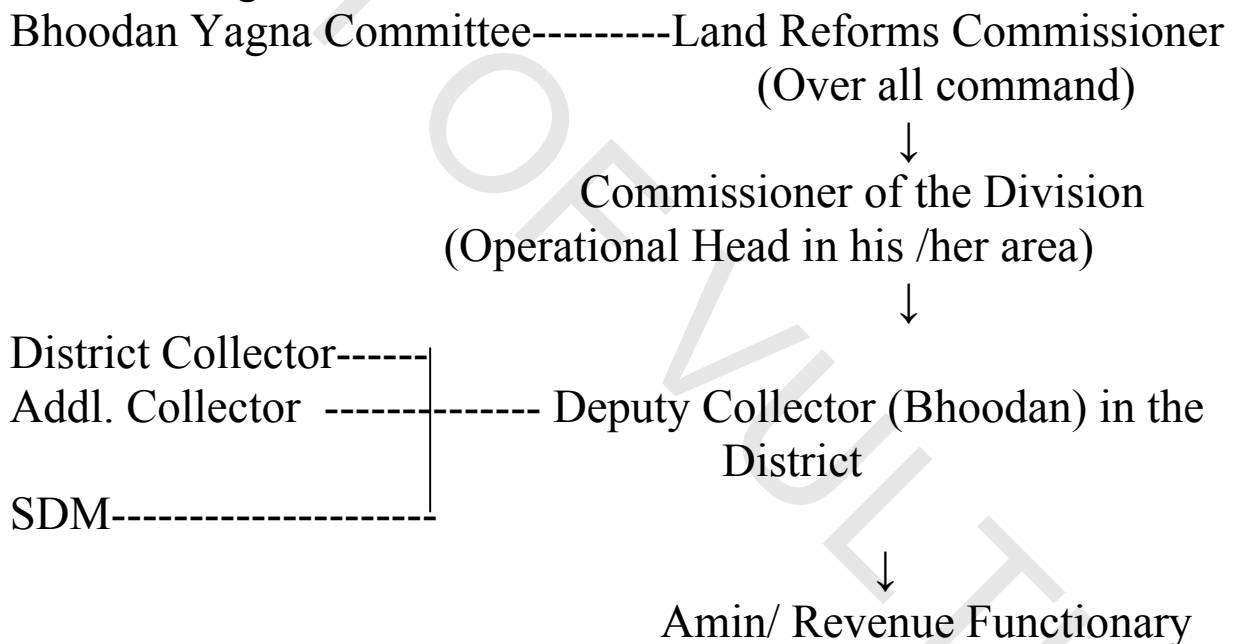 Bhoodan Yagna Committee---------Land Reforms Commissioner
(Over all command)
↓
Commissioner of the Division
(Operational Head in his /her area)
↓
District Collector------
Addl. Collector -------------- Deputy Collector (Bhoodan) in the
District
SDM---------------------
↓
Amin/ Revenue Functionary